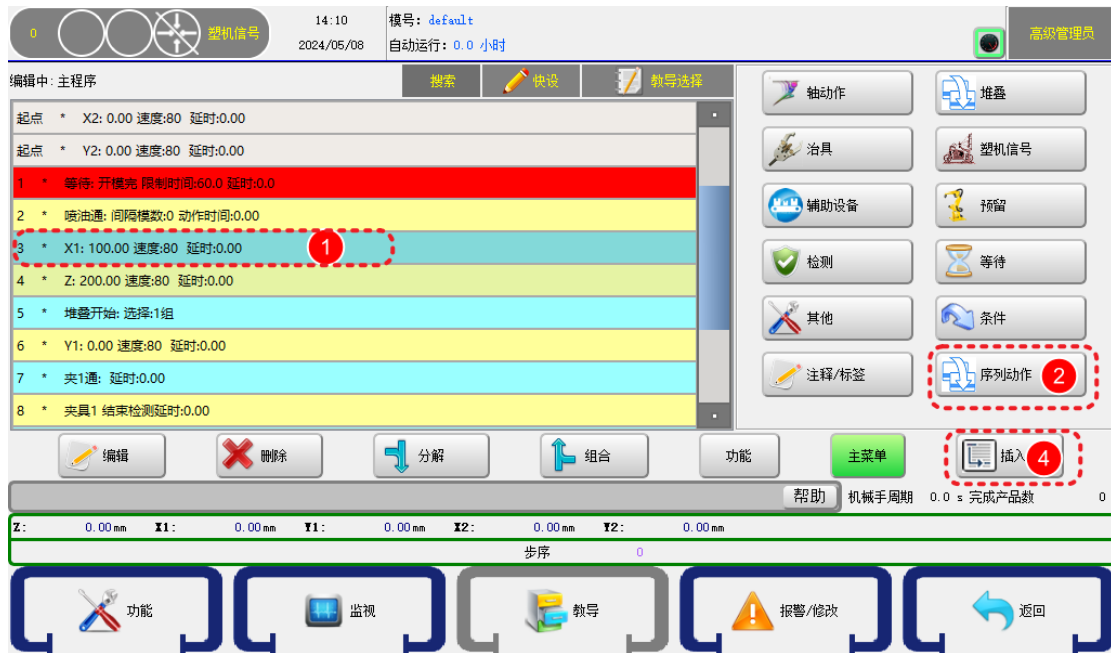 0 塑机信号 14:10 2024/05/08 模号: default 自动运行: 0.0 小时 高级管理员
编辑中: 主程序 搜索 快设 教导选择
起点 * X2: 0.00 速度:80 延时:0.00
起点 * Y2: 0.00 速度:80 延时:0.00
1 * 等待: 开模完 限制时间:60.0 延时:0.0
2 * 喷油通: 间隔模数:0 动作时间:0.00
3 * X1: 100.00 速度:80 延时:0.00 1
4 * Z: 200.00 速度:80 延时:0.00
5 * 堆叠开始: 选择:1组
6 * Y1: 0.00 速度:80 延时:0.00
7 * 夹1通: 延时:0.00
8 * 夹具1 结束检测延时:0.00
轴动作 堆叠
治具 塑机信号
辅助设备 预留
检测 等待
其他 条件
注释/标签 序列动作 2
编辑 删除 分解 组合 功能 主菜单 插入 4
帮助 机械手周期 0.0 s 完成产品数 0
Z: 0.00mm X1: 0.00mm Y1: 0.00mm X2: 0.00mm Y2: 0.00mm
步序 0
功能 监视 教导 报警/修改 返回